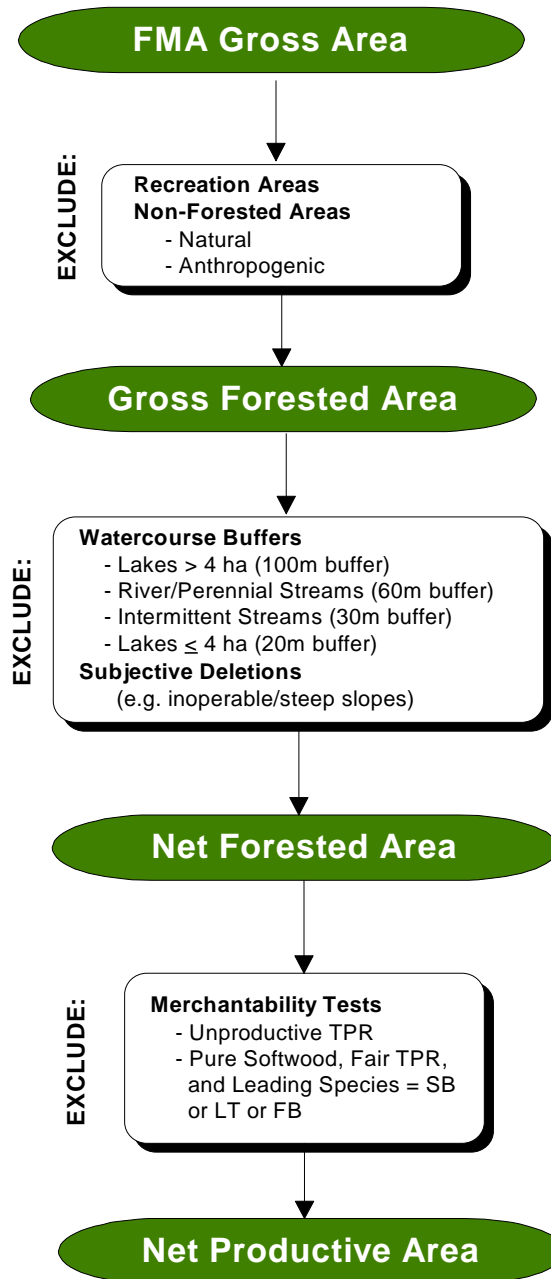 FMA Gross Area
EXCLUDE:
Recreation Areas
Non-Forested Areas
- Natural
- Anthropogenic
Gross Forested Area
EXCLUDE:
Watercourse Buffers
- Lakes > 4 ha (100m buffer)
- River/Perennial Streams (60m buffer)
- Intermittent Streams (30m buffer)
- Lakes ≤ 4 ha (20m buffer)
Subjective Deletions
(e.g. inoperable/steep slopes)
Net Forested Area
EXCLUDE:
Merchantability Tests
- Unproductive TPR
- Pure Softwood, Fair TPR,
and Leading Species = SB
or LT or FB
Net Productive Area